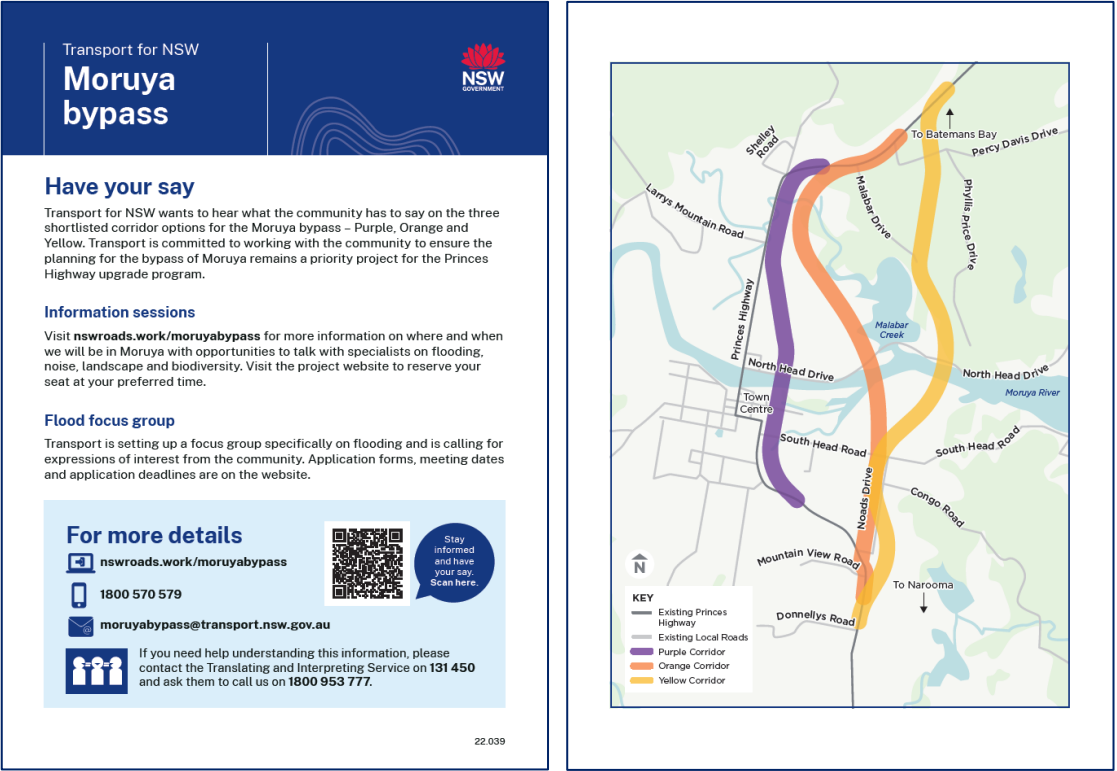 Transport for NSW
Moruya
bypass
NSW
GOVERNMENT
Have your say
Transport for NSW wants to hear what the community has to say on the three
shortlisted corridor options for the Moruya bypass – Purple, Orange and
Yellow. Transport is committed to working with the community to ensure the
planning for the bypass of Moruya remains a priority project for the Princes
Highway upgrade program.
Information sessions
Visit nswroads.work/moruyabypass for more information on where and when
we will be in Moruya with opportunities to talk with specialists on flooding,
noise, landscape and biodiversity. Visit the project website to reserve your
seat at your preferred time.
Flood focus group
Transport is setting up a focus group specifically on flooding and is calling for
expressions of interest from the community. Application forms, meeting dates
and application deadlines are on the website.
For more details
nswroads.work/moruyabypass
1800 570 579
moruyabypass@transport.nsw.gov.au
Stay
informed
and have
your say.
Scan here.
If you need help understanding this information, please
contact the Translating and Interpreting Service on 131 450
and ask them to call us on 1800 953 777.
22.039
To Batemans Bay
Percy Davis Drive
Shelley
Road
Larrys Mountain Road
Malabar Drive
Phyllis Price Drive
Princes Highway
Malabar
Creek
North Head Drive
North Head Drive
Moruya River
Town
Centre
South Head Road
South Head Road
Noads Drive
Congo Road
Mountain View Road
To Narooma
Donnellys Road
N
KEY
Existing Princes
Highway
Existing Local Roads
Purple Corridor
Orange Corridor
Yellow Corridor